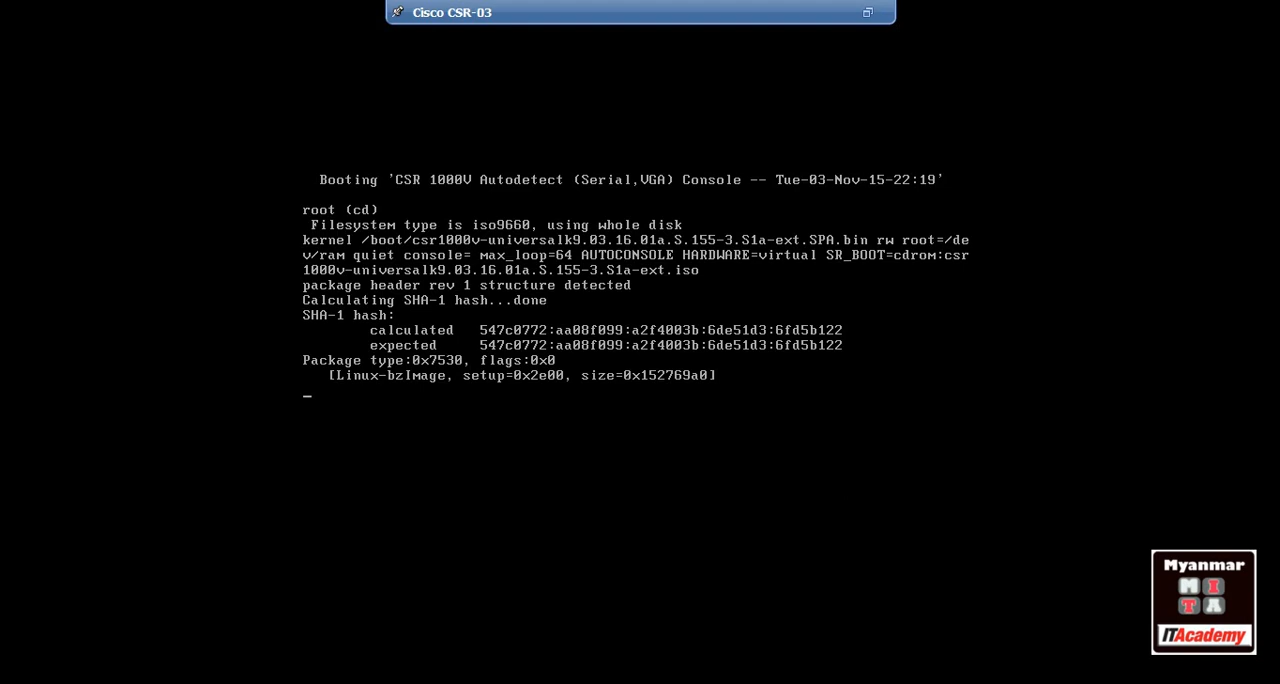 Cisco CSR-03
Booting 'CSR 1000V Autodetect (Serial,VGA) Console -- Tue-03-Nov-15-22:19'
root (cd)
Filesystem type is iso9660, using whole disk
kernel /boot/csr1000v-universalk9.03.16.01a.S.155-3.S1a-ext.SPA.bin rw root=/de
v/ram quiet console= max_loop=64 AUTOCONSOLE HARDWARE=virtual SR_BOOT=cdrom:csr
1000v-universalk9.03.16.01a.S.155-3.S1a-ext.iso
package header rev 1 structure detected
Calculating SHA-1 hash...done
SHA-1 hash:
calculated 547c0772:aa08f099:a2f4003b:6de51d3:6fd5b122
expected 547c0772:aa08f099:a2f4003b:6de51d3:6fd5b122
Package type:0x7530, flags:0x0
[Linux-bzImage, setup=0x2e00, size=0x152769a0]
_
Myanmar
M I
T A
ITAcademy